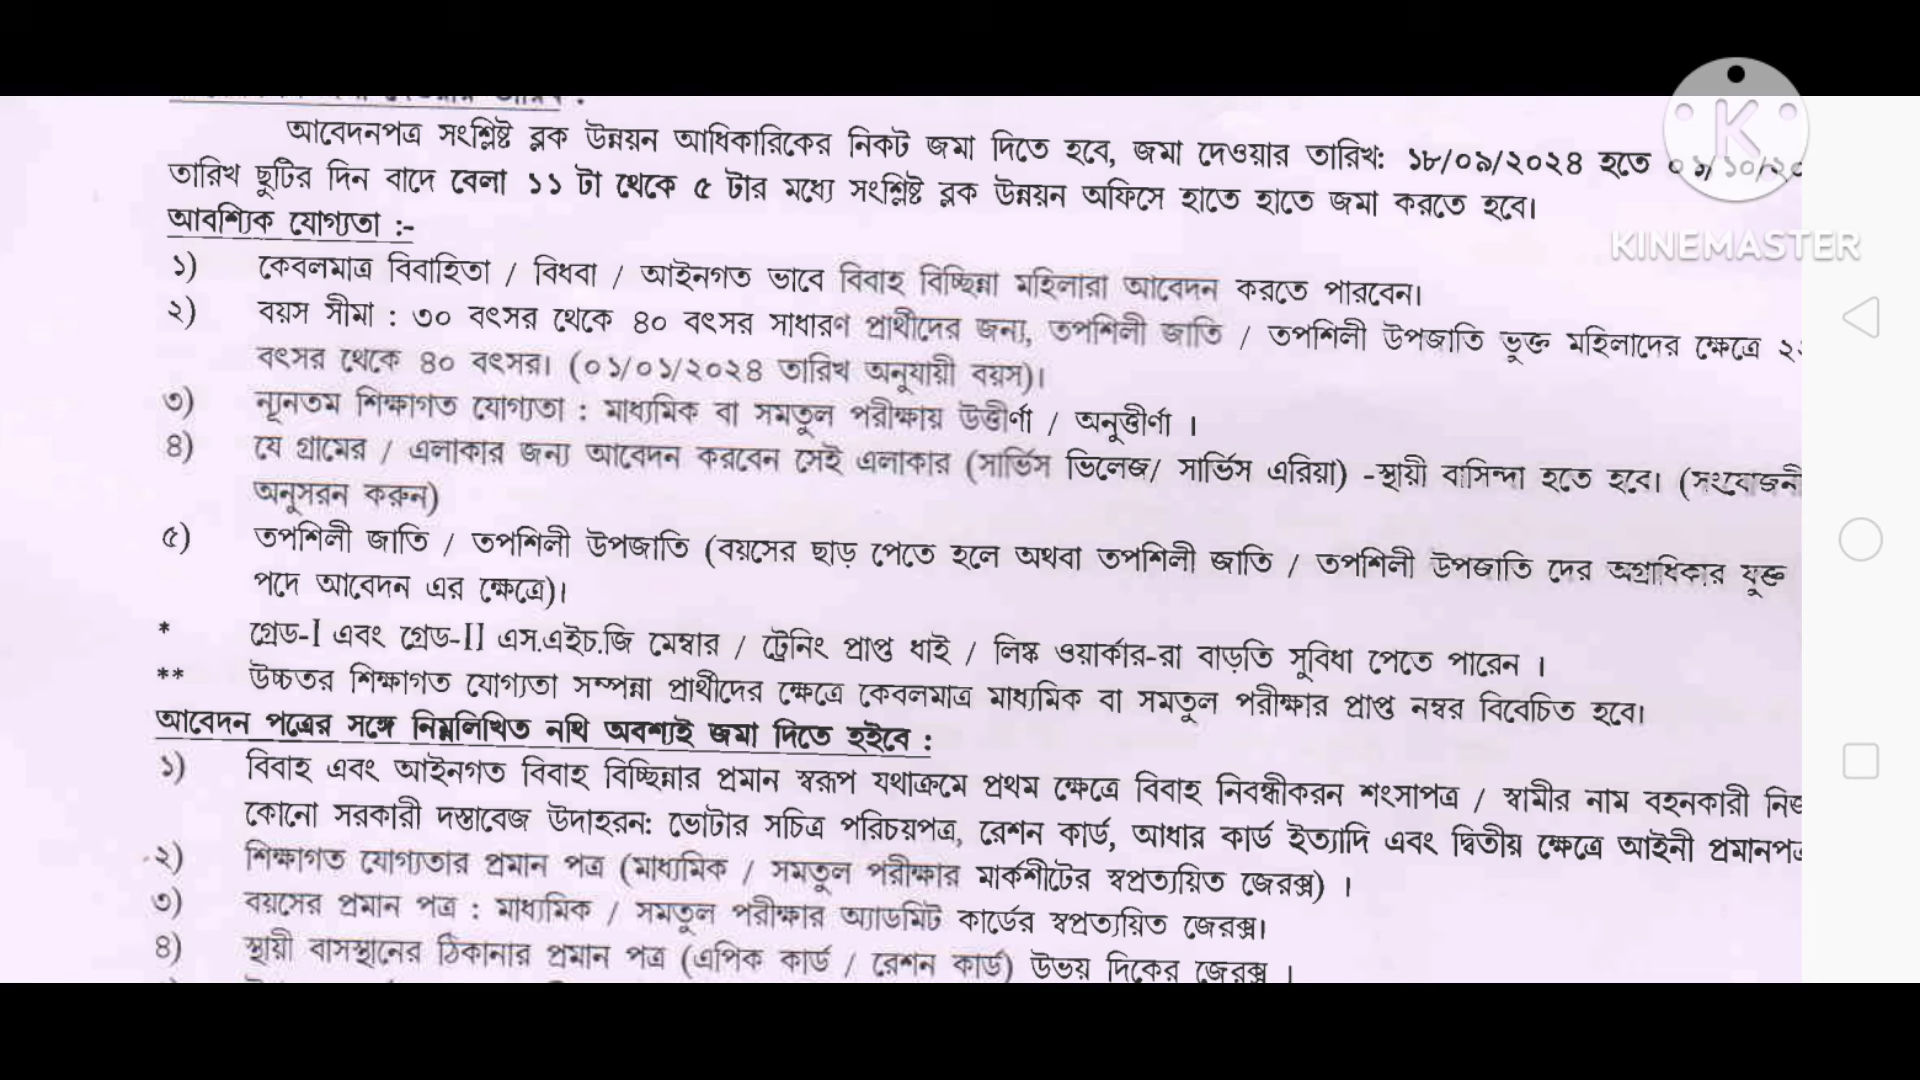 আবেদনপত্র সংশ্লিষ্ট ব্লক উন্নয়ন আধিকারিকের নিকট জমা দিতে হবে, জমা দেওয়ার তারিখ: ১৮/০৯/২০২৪ হতে ০১/১০/২০
তারিখ ছুটির দিন বাদে বেলা ১১ টা থেকে ৫ টার মধ্যে সংশ্লিষ্ট ব্লক উন্নয়ন অফিসে হাতে হাতে জমা করতে হবে।
KINEMASTER
আবশ্যিক যোগ্যতা :-
১) কেবলমাত্র বিবাহিতা / বিধবা / আইনগত ভাবে বিবাহ বিচ্ছিন্না মহিলারা আবেদন করতে পারবেন।
২) বয়স সীমা : ৩০ বৎসর থেকে ৪০ বৎসর সাধারণ প্রার্থীদের জন্য, তপশিলী জাতি / তপশিলী উপজাতি ভুক্ত মহিলাদের ক্ষেত্রে
বৎসর থেকে ৪০ বৎসর। (০১/০১/২০২৪ তারিখ অনুযায়ী বয়স)।
৩) ন্যূনতম শিক্ষাগত যোগ্যতা : মাধ্যমিক বা সমতুল পরীক্ষায় উত্তীর্ণা / অনুত্তীর্ণা ।
৪) যে গ্রামের / এলাকার জন্য আবেদন করবেন সেই এলাকার (সার্ভিস ভিলেজ/ সার্ভিস এরিয়া) -স্থায়ী বাসিন্দা হতে হবে। (সংযোজনী
অনুসরন করুন)
৫) তপশিলী জাতি / তপশিলী উপজাতি (বয়সের ছাড় পেতে হলে অথবা তপশিলী জাতি / তপশিলী উপজাতি দের অগ্রাধিকার যুক্ত
পদে আবেদন এর ক্ষেত্রে)।
* গ্রেড-I এবং গ্রেড-II এস.এইচ.জি মেম্বার / ট্রেনিং প্রাপ্ত ধাই / লিঙ্ক ওয়ার্কার-রা বাড়তি সুবিধা পেতে পারেন ।
** উচ্চতর শিক্ষাগত যোগ্যতা সম্পন্না প্রার্থীদের ক্ষেত্রে কেবলমাত্র মাধ্যমিক বা সমতুল পরীক্ষার প্রাপ্ত নম্বর বিবেচিত হবে।
আবেদন পত্রের সঙ্গে নিম্নলিখিত নথি অবশ্যই জমা দিতে হইবে :
১) বিবাহ এবং আইনগত বিবাহ বিচ্ছিন্নার প্রমান স্বরূপ যথাক্রমে প্রথম ক্ষেত্রে বিবাহ নিবন্ধীকরন শংসাপত্র / স্বামীর নাম বহনকারী নিজ
কোনো সরকারী দস্তাবেজ উদাহরন: ভোটার সচিত্র পরিচয়পত্র, রেশন কার্ড, আধার কার্ড ইত্যাদি এবং দ্বিতীয় ক্ষেত্রে আইনী প্রমানপত্র
২) শিক্ষাগত যোগ্যতার প্রমান পত্র (মাধ্যমিক / সমতুল পরীক্ষার মার্কশীটের স্বপ্রত্যয়িত জেরক্স) ।
৩) বয়সের প্রমান পত্র : মাধ্যমিক / সমতুল পরীক্ষার অ্যাডমিট কার্ডের স্বপ্রত্যয়িত জেরক্স।
৪) স্থায়ী বাসস্থানের ঠিকানার প্রমান পত্র (এপিক কার্ড / রেশন কার্ড) উভয় দিকের জেরক্স ।